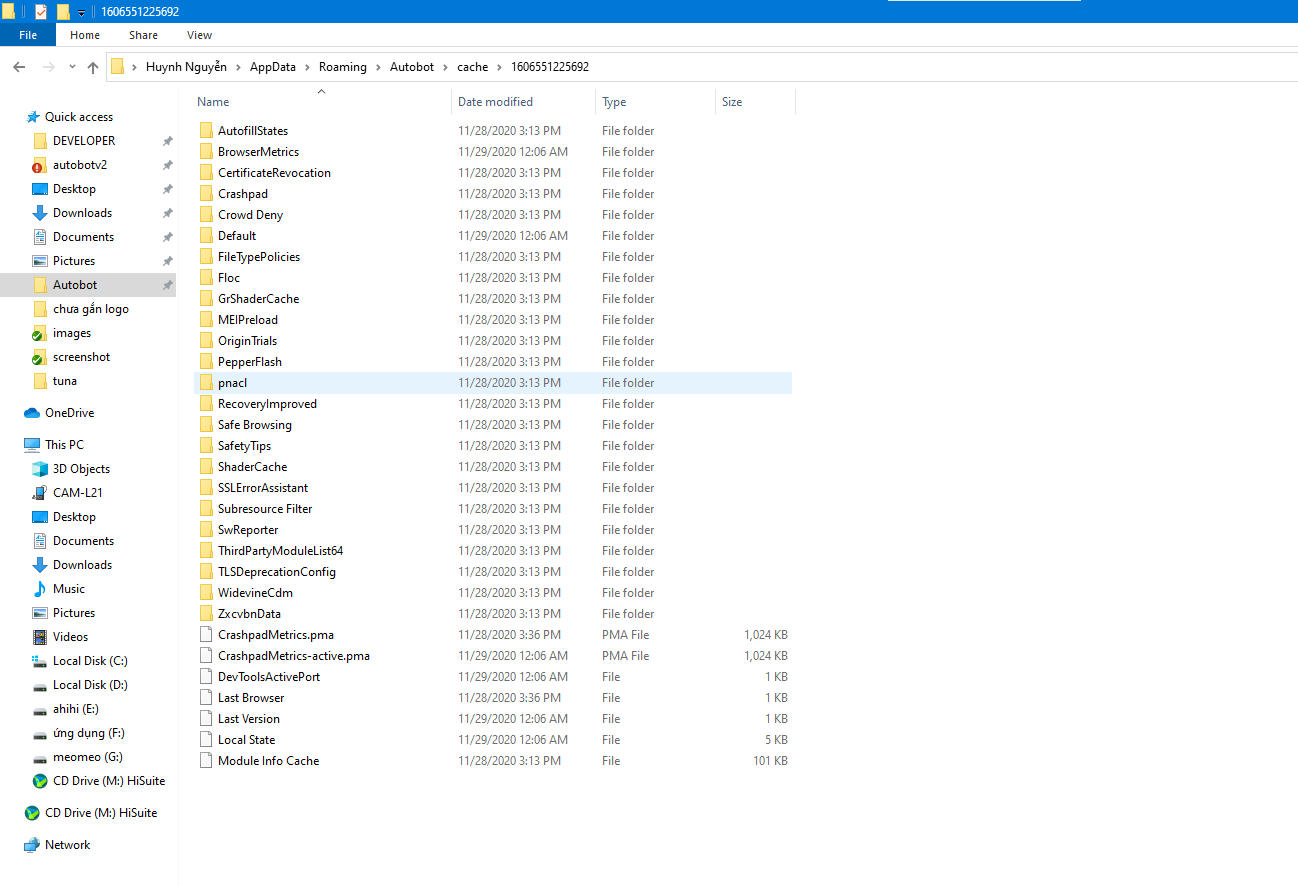 1606551225692
File Home Share View
Huynh Nguyễn AppData Roaming Autobot cache 1606551225692
Quick access
DEVELOPER
autobotv2
Desktop
Downloads
Documents
Pictures
Autobot
chưa gắn logo
images
screenshot
tuna
OneDrive
This PC
3D Objects
CAM-L21
Desktop
Documents
Downloads
Music
Pictures
Videos
Local Disk (C:)
Local Disk (D:)
ahihi (E:)
ứng dụng (F:)
meomeo (G:)
CD Drive (M:) HiSuite
CD Drive (M:) HiSuite
Network
Name Date modified Type Size
AutofillStates 11/28/2020 3:13 PM File folder
BrowserMetrics 11/29/2020 12:06 AM File folder
CertificateRevocation 11/28/2020 3:13 PM File folder
Crashpad 11/28/2020 3:13 PM File folder
Crowd Deny 11/28/2020 3:13 PM File folder
Default 11/29/2020 12:06 AM File folder
FileTypePolicies 11/28/2020 3:13 PM File folder
Floc 11/28/2020 3:13 PM File folder
GrShaderCache 11/28/2020 3:13 PM File folder
MEIPreload 11/28/2020 3:13 PM File folder
OriginTrials 11/28/2020 3:13 PM File folder
PepperFlash 11/28/2020 3:13 PM File folder
pnacl 11/28/2020 3:13 PM File folder
RecoveryImproved 11/28/2020 3:13 PM File folder
Safe Browsing 11/28/2020 3:13 PM File folder
SafetyTips 11/28/2020 3:13 PM File folder
ShaderCache 11/28/2020 3:13 PM File folder
SSLErrorAssistant 11/28/2020 3:13 PM File folder
Subresource Filter 11/28/2020 3:13 PM File folder
SwReporter 11/28/2020 3:13 PM File folder
ThirdPartyModuleList64 11/28/2020 3:13 PM File folder
TLSDeprecationConfig 11/28/2020 3:13 PM File folder
WidevineCdm 11/28/2020 3:13 PM File folder
ZxcvbnData 11/28/2020 3:13 PM File folder
CrashpadMetrics.pma 11/28/2020 3:36 PM PMA File 1,024 KB
CrashpadMetrics-active.pma 11/29/2020 12:06 AM PMA File 1,024 KB
DevToolsActivePort 11/29/2020 12:06 AM File 1 KB
Last Browser 11/28/2020 3:36 PM File 1 KB
Last Version 11/29/2020 12:06 AM File 1 KB
Local State 11/29/2020 12:06 AM File 5 KB
Module Info Cache 11/28/2020 3:13 PM File 101 KB